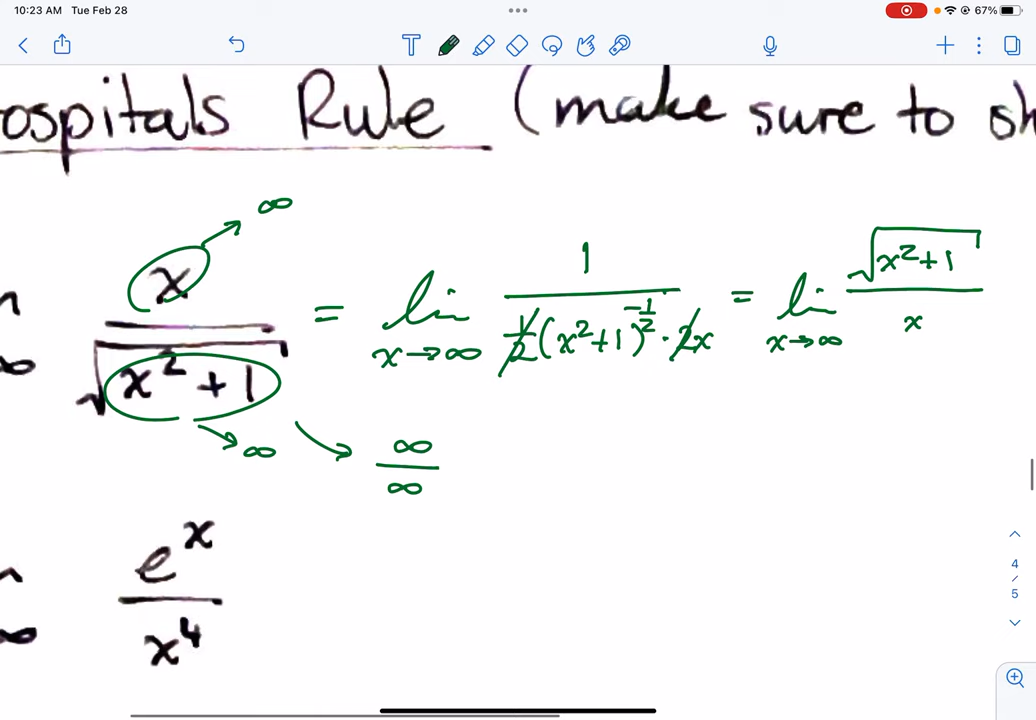 10:23 AM Tue Feb 28
67%
ospitals Rule (make sure to sh
x → ∞
x / √(x² + 1) = lim x→∞ 1 / (1/2 (x²+1)^(-1/2) · 2x) = lim x→∞ √(x²+1) / x
→ ∞ → ∞/∞
e^x / x⁴
∞
4
/
5